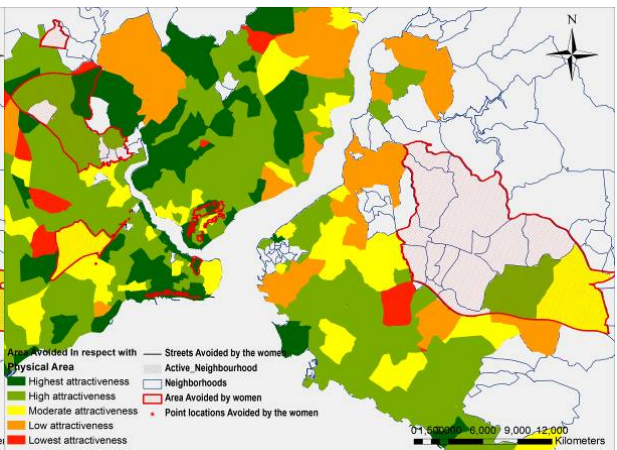 N
Area Avoided In respect with
Physical Area
Highest attractiveness
High attractiveness
Moderate attractiveness
Low attractiveness
Lowest attractiveness
Streets Avoided by the women
Active_Neighbourhood
Neighborhoods
Area Avoided by women
Point locations Avoided by the women
6,000 9,000 12,000
Kilometers